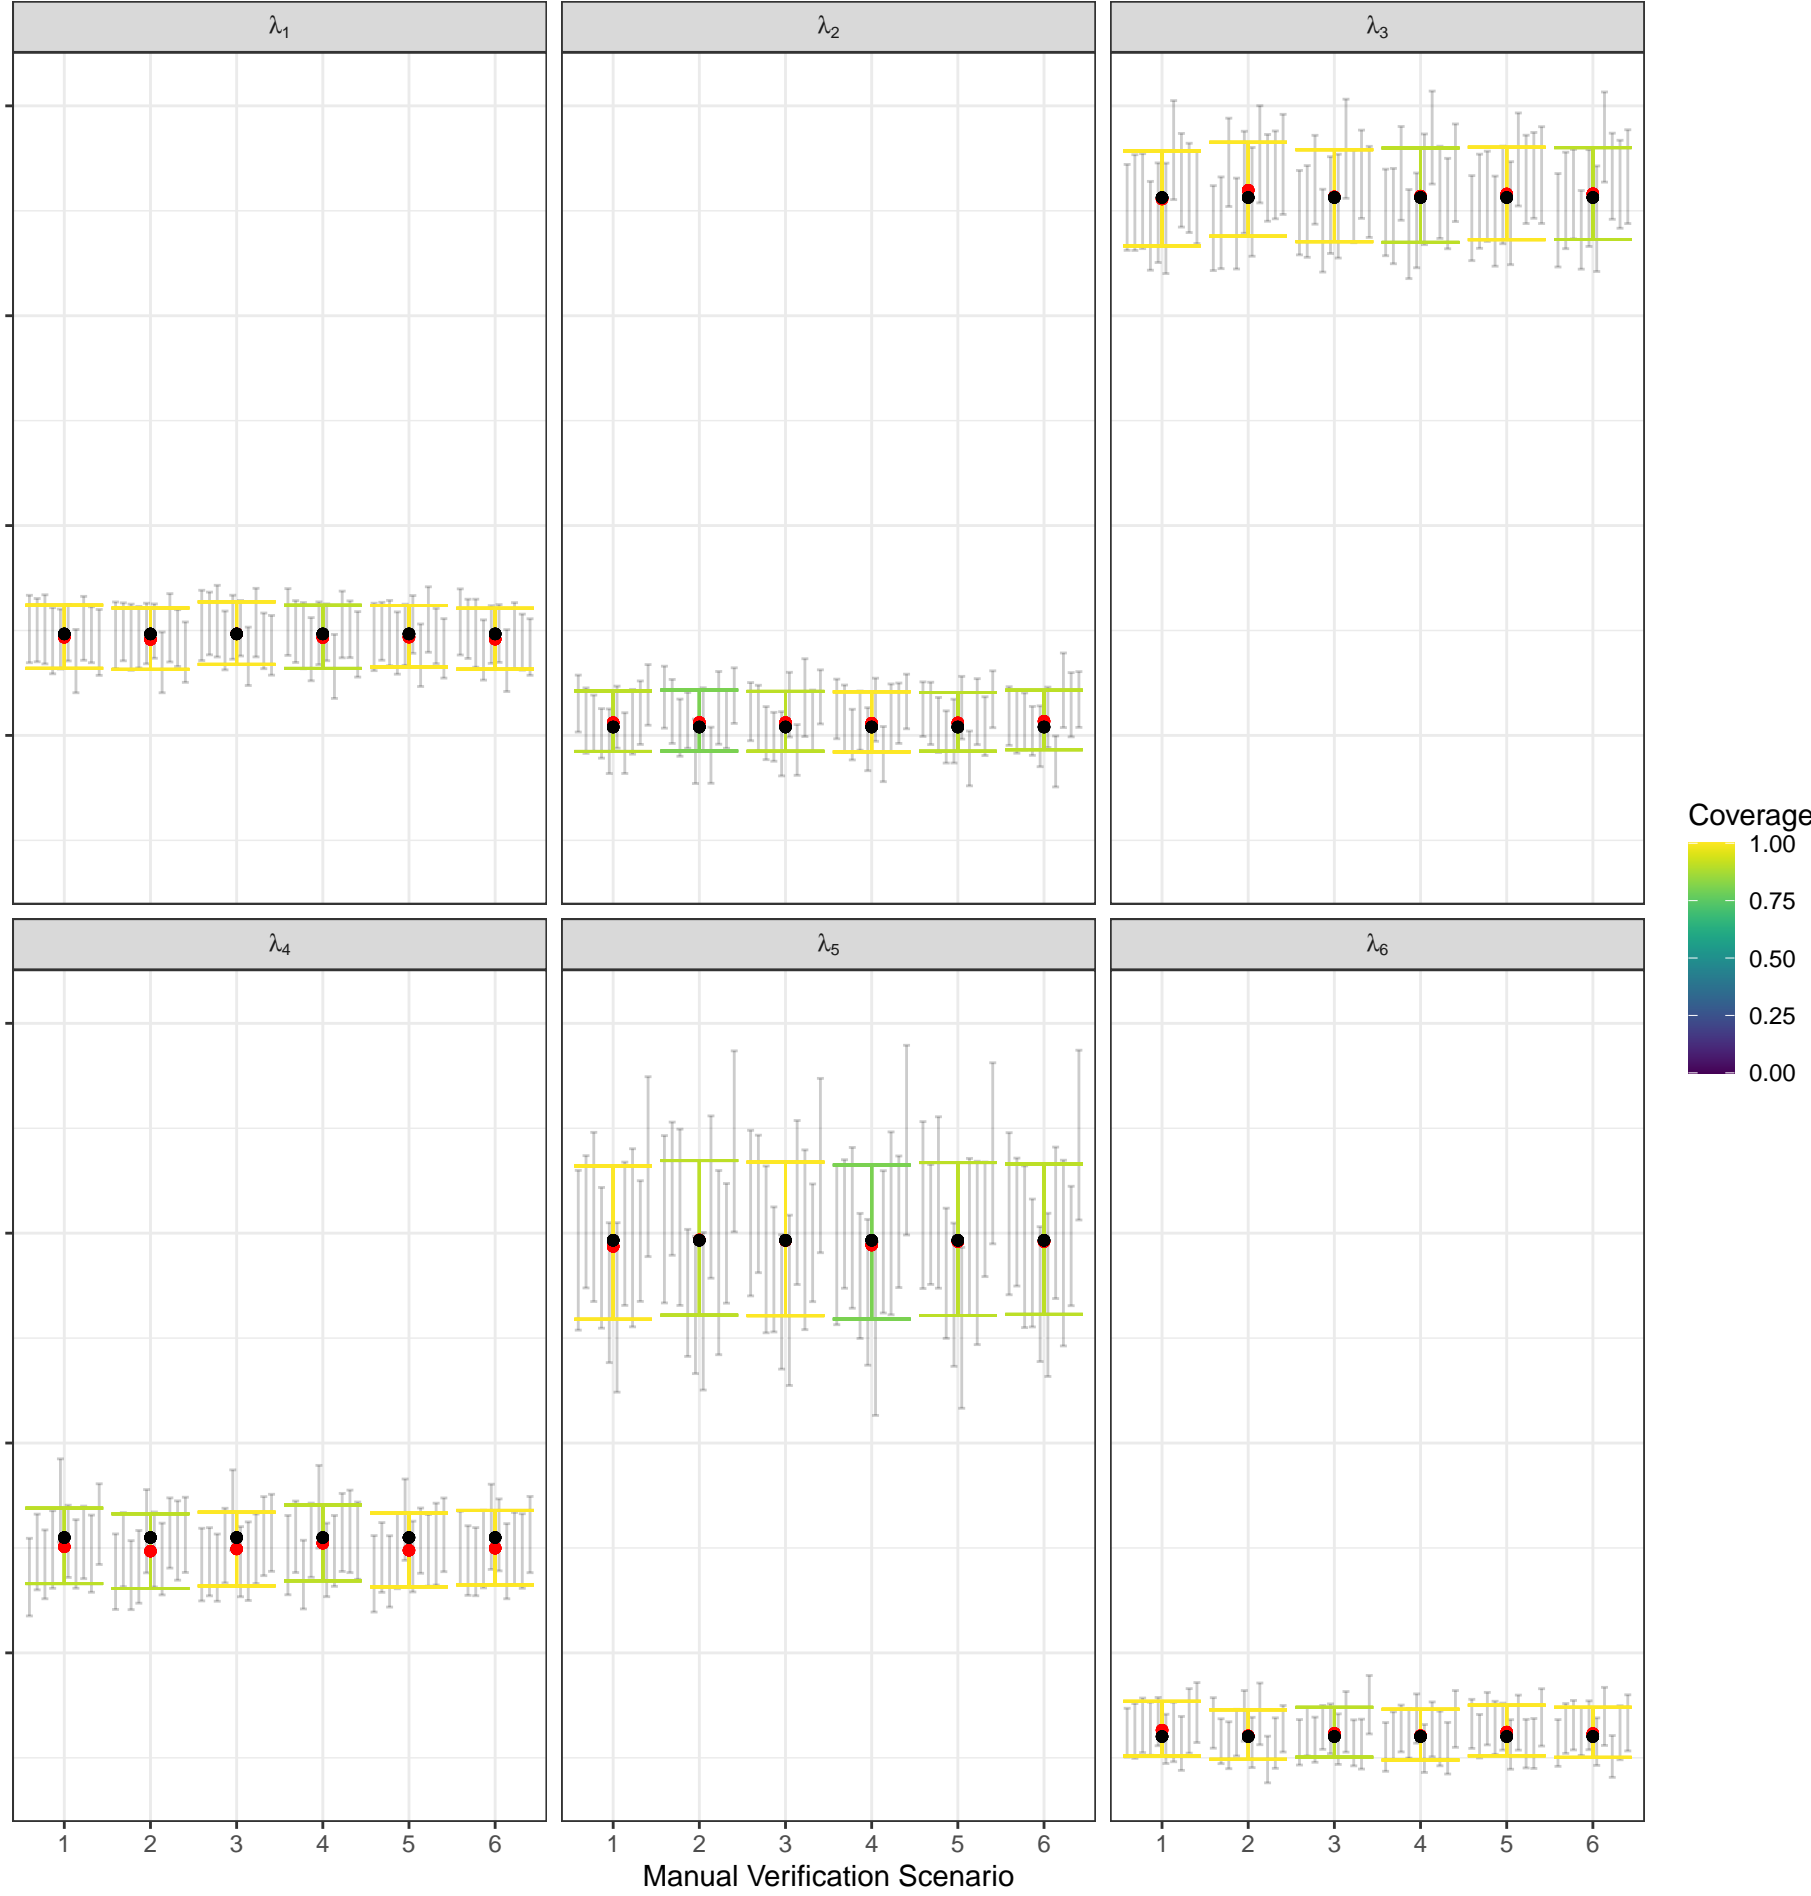 λ₁ λ₂ λ₃
Coverage
1.00
0.75
0.50
0.25
0.00
λ₄ λ₅ λ₆
1 2 3 4 5 6 1 2 3 4 5 6 1 2 3 4 5 6
Manual Verification Scenario